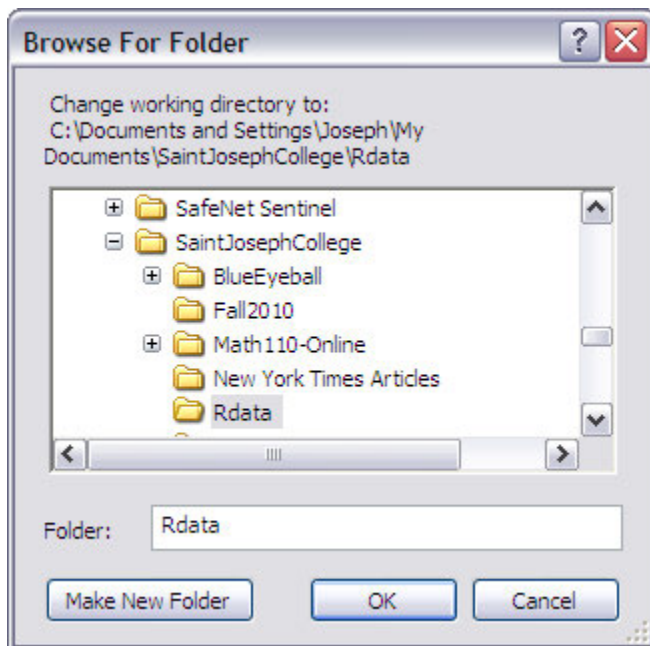 Browse For Folder
Change working directory to:
C:\Documents and Settings\Joseph\My
Documents\SaintJosephCollege\Rdata
SafeNet Sentinel
SaintJosephCollege
BlueEyeball
Fall2010
Math110-Online
New York Times Articles
Rdata
Folder: Rdata
Make New Folder OK Cancel